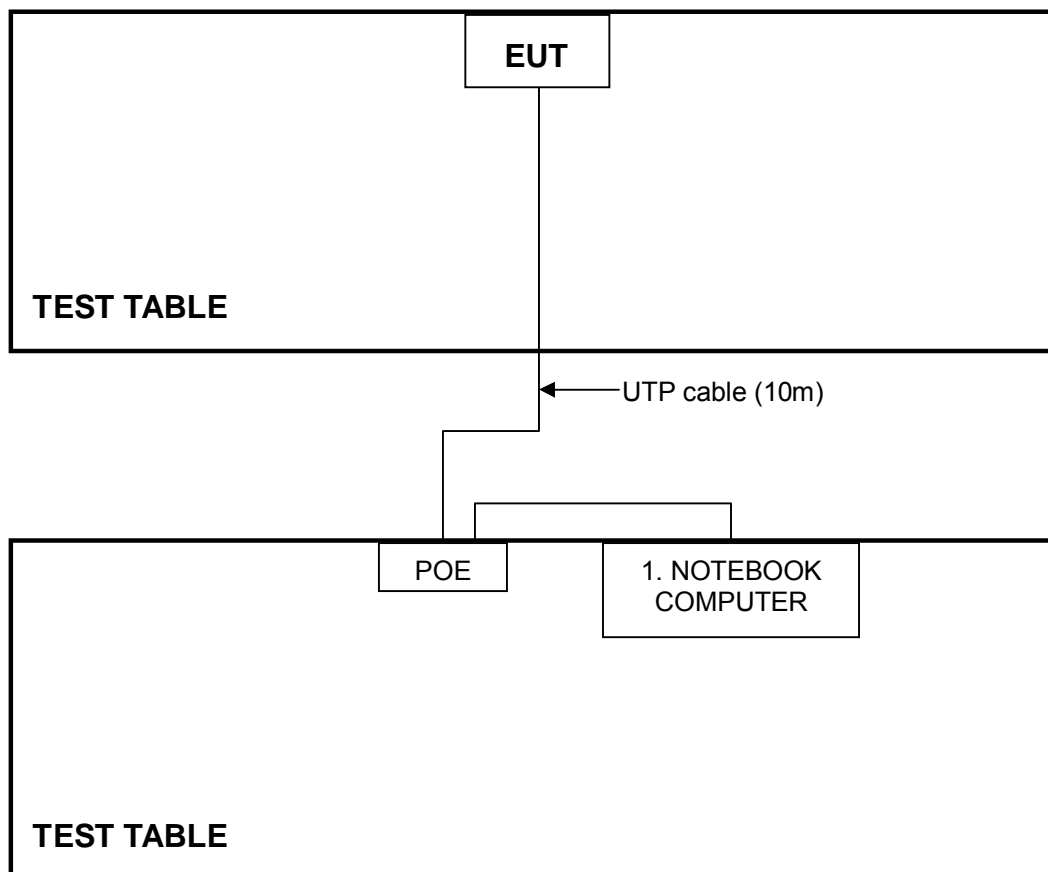 EUT
TEST TABLE
UTP cable (10m)
POE
1. NOTEBOOK
COMPUTER
TEST TABLE